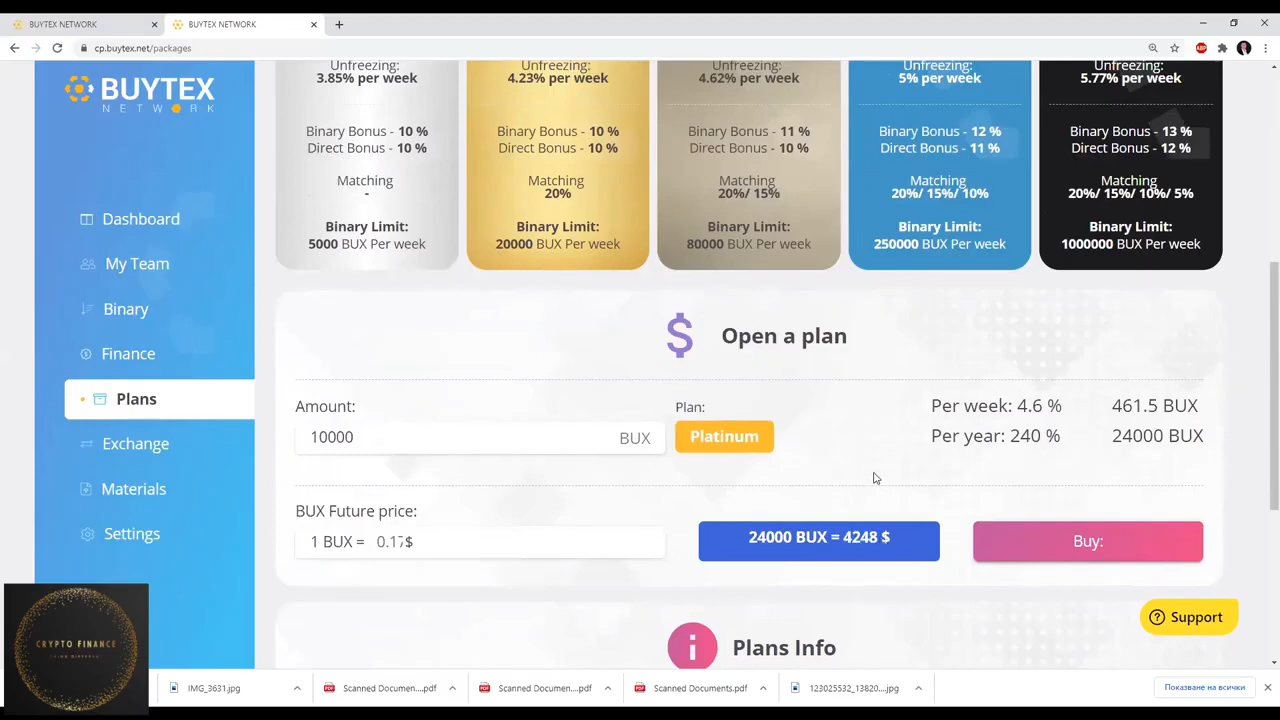 BUYTEX NETWORK
BUYTEX NETWORK
cp.buytex.net/packages
ABP
BUYTEX
NETWORK
Dashboard
My Team
Binary
Finance
Plans
Exchange
Materials
Settings
Unfreezing:
3.85% per week
Binary Bonus - 10 %
Direct Bonus - 10 %
Matching
-
Binary Limit:
5000 BUX Per week
Unfreezing:
4.23% per week
Binary Bonus - 10 %
Direct Bonus - 10 %
Matching
20%
Binary Limit:
20000 BUX Per week
Unfreezing:
4.62% per week
Binary Bonus - 11 %
Direct Bonus - 10 %
Matching
20%/ 15%
Binary Limit:
80000 BUX Per week
Unfreezing:
5% per week
Binary Bonus - 12 %
Direct Bonus - 11 %
Matching
20%/ 15%/ 10%
Binary Limit:
250000 BUX Per week
Unfreezing:
5.77% per week
Binary Bonus - 13 %
Direct Bonus - 12 %
Matching
20%/ 15%/ 10%/ 5%
Binary Limit:
1000000 BUX Per week
$ Open a plan
Amount:
10000 BUX
Plan:
Platinum
Per week: 4.6 % 461.5 BUX
Per year: 240 % 24000 BUX
BUX Future price:
1 BUX = 0.17$
24000 BUX = 4248 $
Buy:
Support
Plans Info
CRYPTO FINANCE
IMG_3631.jpg
Scanned Documen....pdf
Scanned Documen....pdf
Scanned Documents.pdf
123025532_13820....jpg
Показване на всички